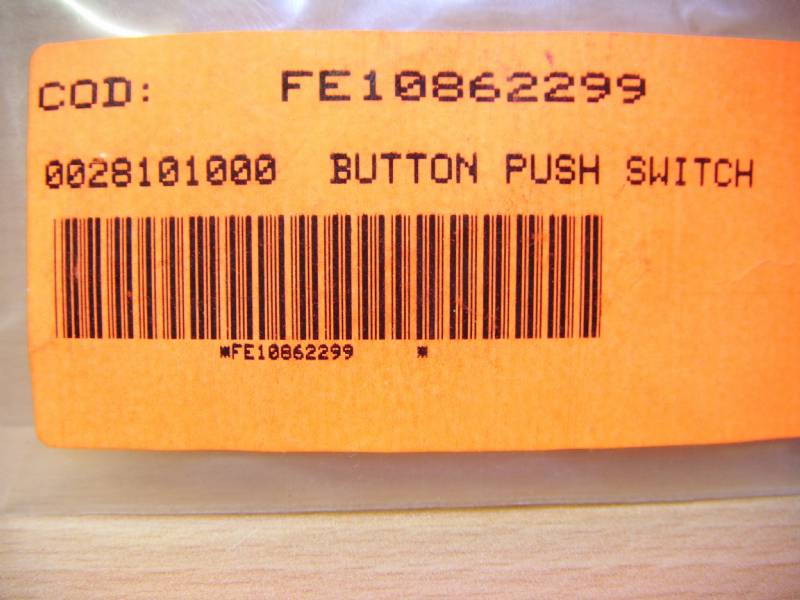 COD: FE10862299
0028101000 BUTTON PUSH SWITCH
*FE10862299 *